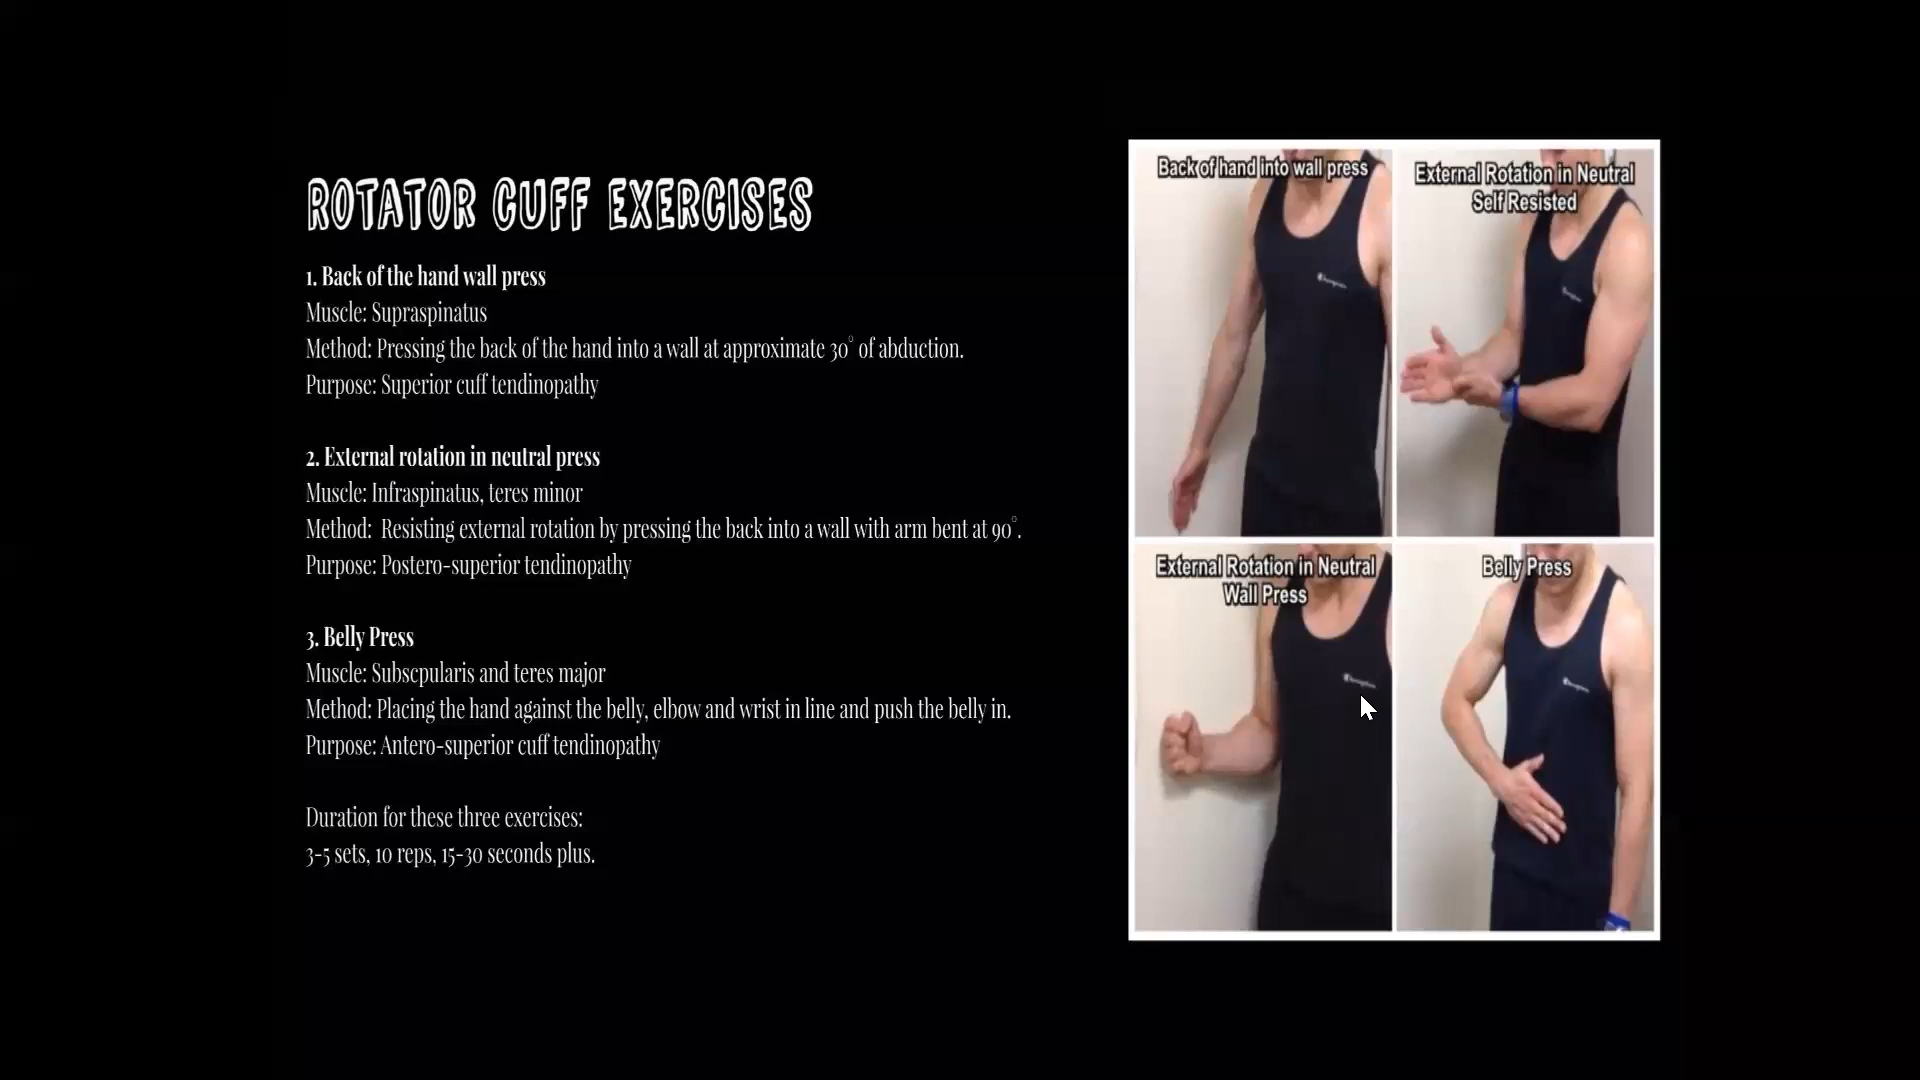 ROTATOR CUFF EXERCISES
1. Back of the hand wall press
Muscle: Supraspinatus
Method: Pressing the back of the hand into a wall at approximate 30° of abduction.
Purpose: Superior cuff tendinopathy
2. External rotation in neutral press
Muscle: Infraspinatus, teres minor
Method:  Resisting external rotation by pressing the back into a wall with arm bent at 90°.
Purpose: Postero-superior tendinopathy
3. Belly Press
Muscle: Subscpularis and teres major
Method: Placing the hand against the belly, elbow and wrist in line and push the belly in.
Purpose: Antero-superior cuff tendinopathy
Duration for these three exercises:
3-5 sets, 10 reps, 15-30 seconds plus.
Back of hand into wall press
External Rotation in Neutral
Self Resisted
External Rotation in Neutral
Wall Press
Belly Press